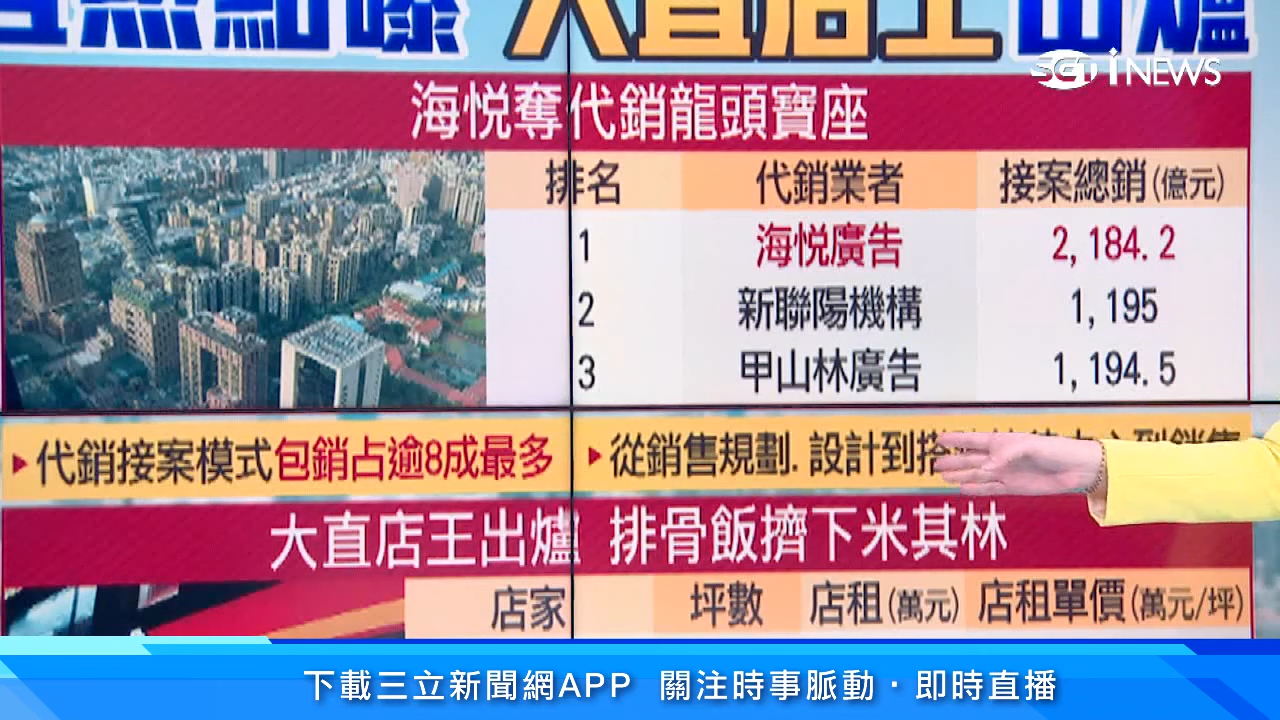 大直店王出爐
SETN iNEWS
海悅奪代銷龍頭寶座
排名 代銷業者 接案總銷(億元)
1 海悅廣告 2,184.2
2 新聯陽機構 1,195
3 甲山林廣告 1,194.5
▶代銷接案模式包銷占逾8成最多 ▶從銷售規劃.設計到搭
大直店王出爐 排骨飯擠下米其林
店家 坪數 店租(萬元) 店租單價(萬元/坪)
下載三立新聞網APP 關注時事脈動・即時直播